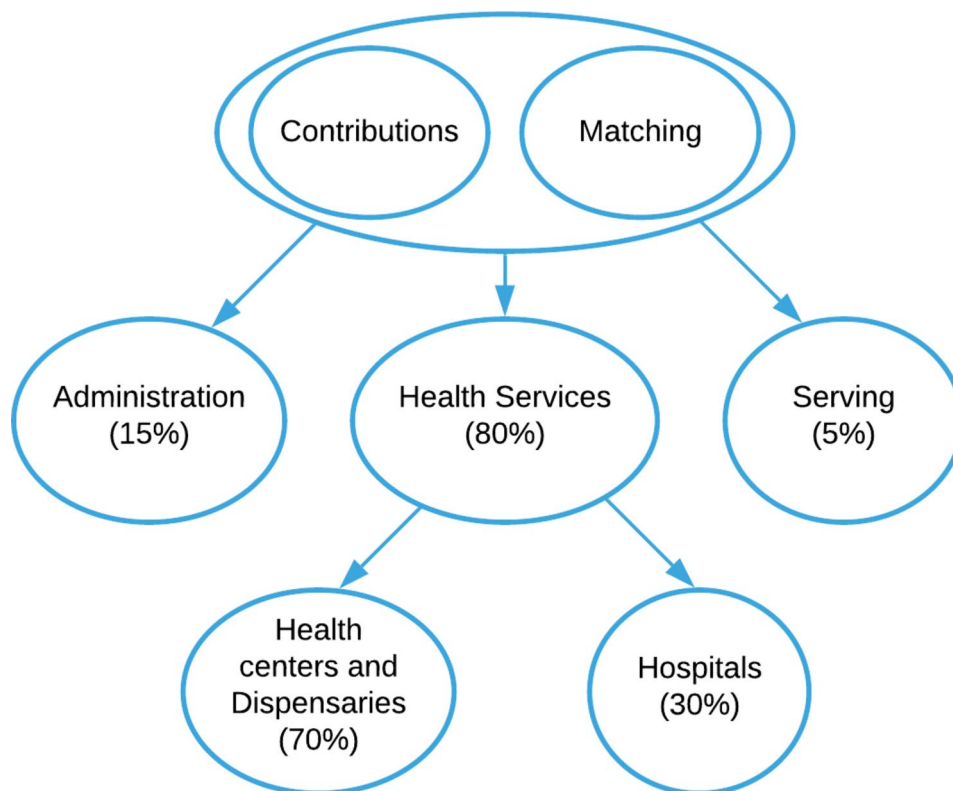 Contributions
Matching
Administration
(15%)
Health Services
(80%)
Serving
(5%)
Health
centers and
Dispensaries
(70%)
Hospitals
(30%)